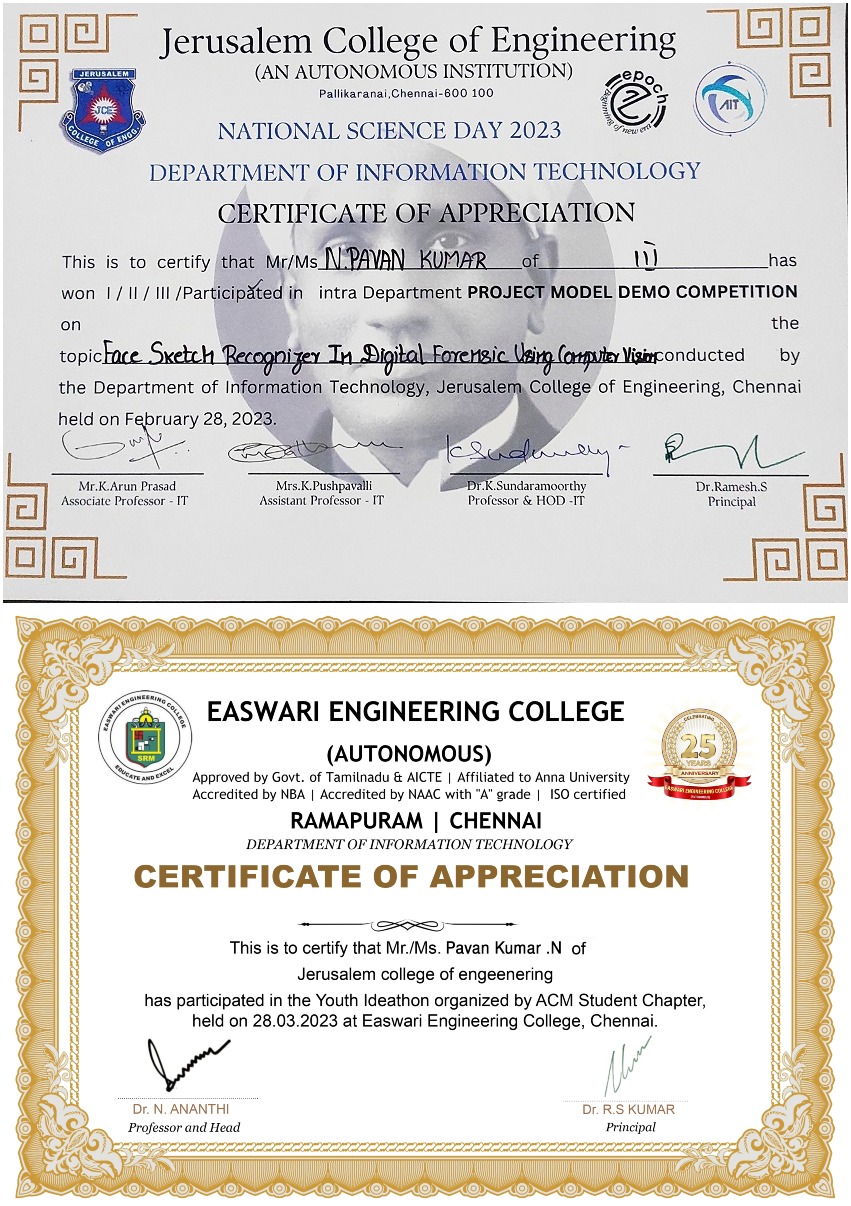 Jerusalem College of Engineering
(AN AUTONOMOUS INSTITUTION)
Pallikaranai,Chennai-600 100
JERUSALEM
JCE
COLLEGE OF ENGG.
epoch
Beginning of new era
AIT
NATIONAL SCIENCE DAY 2023
DEPARTMENT OF INFORMATION TECHNOLOGY
CERTIFICATE OF APPRECIATION
This is to certify that Mr/Ms N.PAVAN KUMAR of III has
won I / II / III /Participated in intra Department PROJECT MODEL DEMO COMPETITION
on the
topic Face Sketch Recognizer In Digital Forensic Using Computer Vision conducted by
the Department of Information Technology, Jerusalem College of Engineering, Chennai
held on February 28, 2023.
Mr.K.Arun Prasad Mrs.K.Pushpavalli Dr.K.Sundaramoorthy Dr.Ramesh.S
Associate Professor - IT Assistant Professor - IT Professor & HOD -IT Principal
EASWARI ENGINEERING COLLEGE
SRM
EDUCATE AND EXCEL
CELEBRATING
25
YEARS
ANNIVERSARY
EASWARI ENGINEERING COLLEGE
EASWARI ENGINEERING COLLEGE
(AUTONOMOUS)
Approved by Govt. of Tamilnadu & AICTE | Affiliated to Anna University
Accredited by NBA | Accredited by NAAC with "A" grade | ISO certified
RAMAPURAM | CHENNAI
DEPARTMENT OF INFORMATION TECHNOLOGY
CERTIFICATE OF APPRECIATION
This is to certify that Mr./Ms. Pavan Kumar .N of
Jerusalem college of engeenering
has participated in the Youth Ideathon organized by ACM Student Chapter,
held on 28.03.2023 at Easwari Engineering College, Chennai.
Dr. N. ANANTHI Dr. R.S KUMAR
Professor and Head Principal